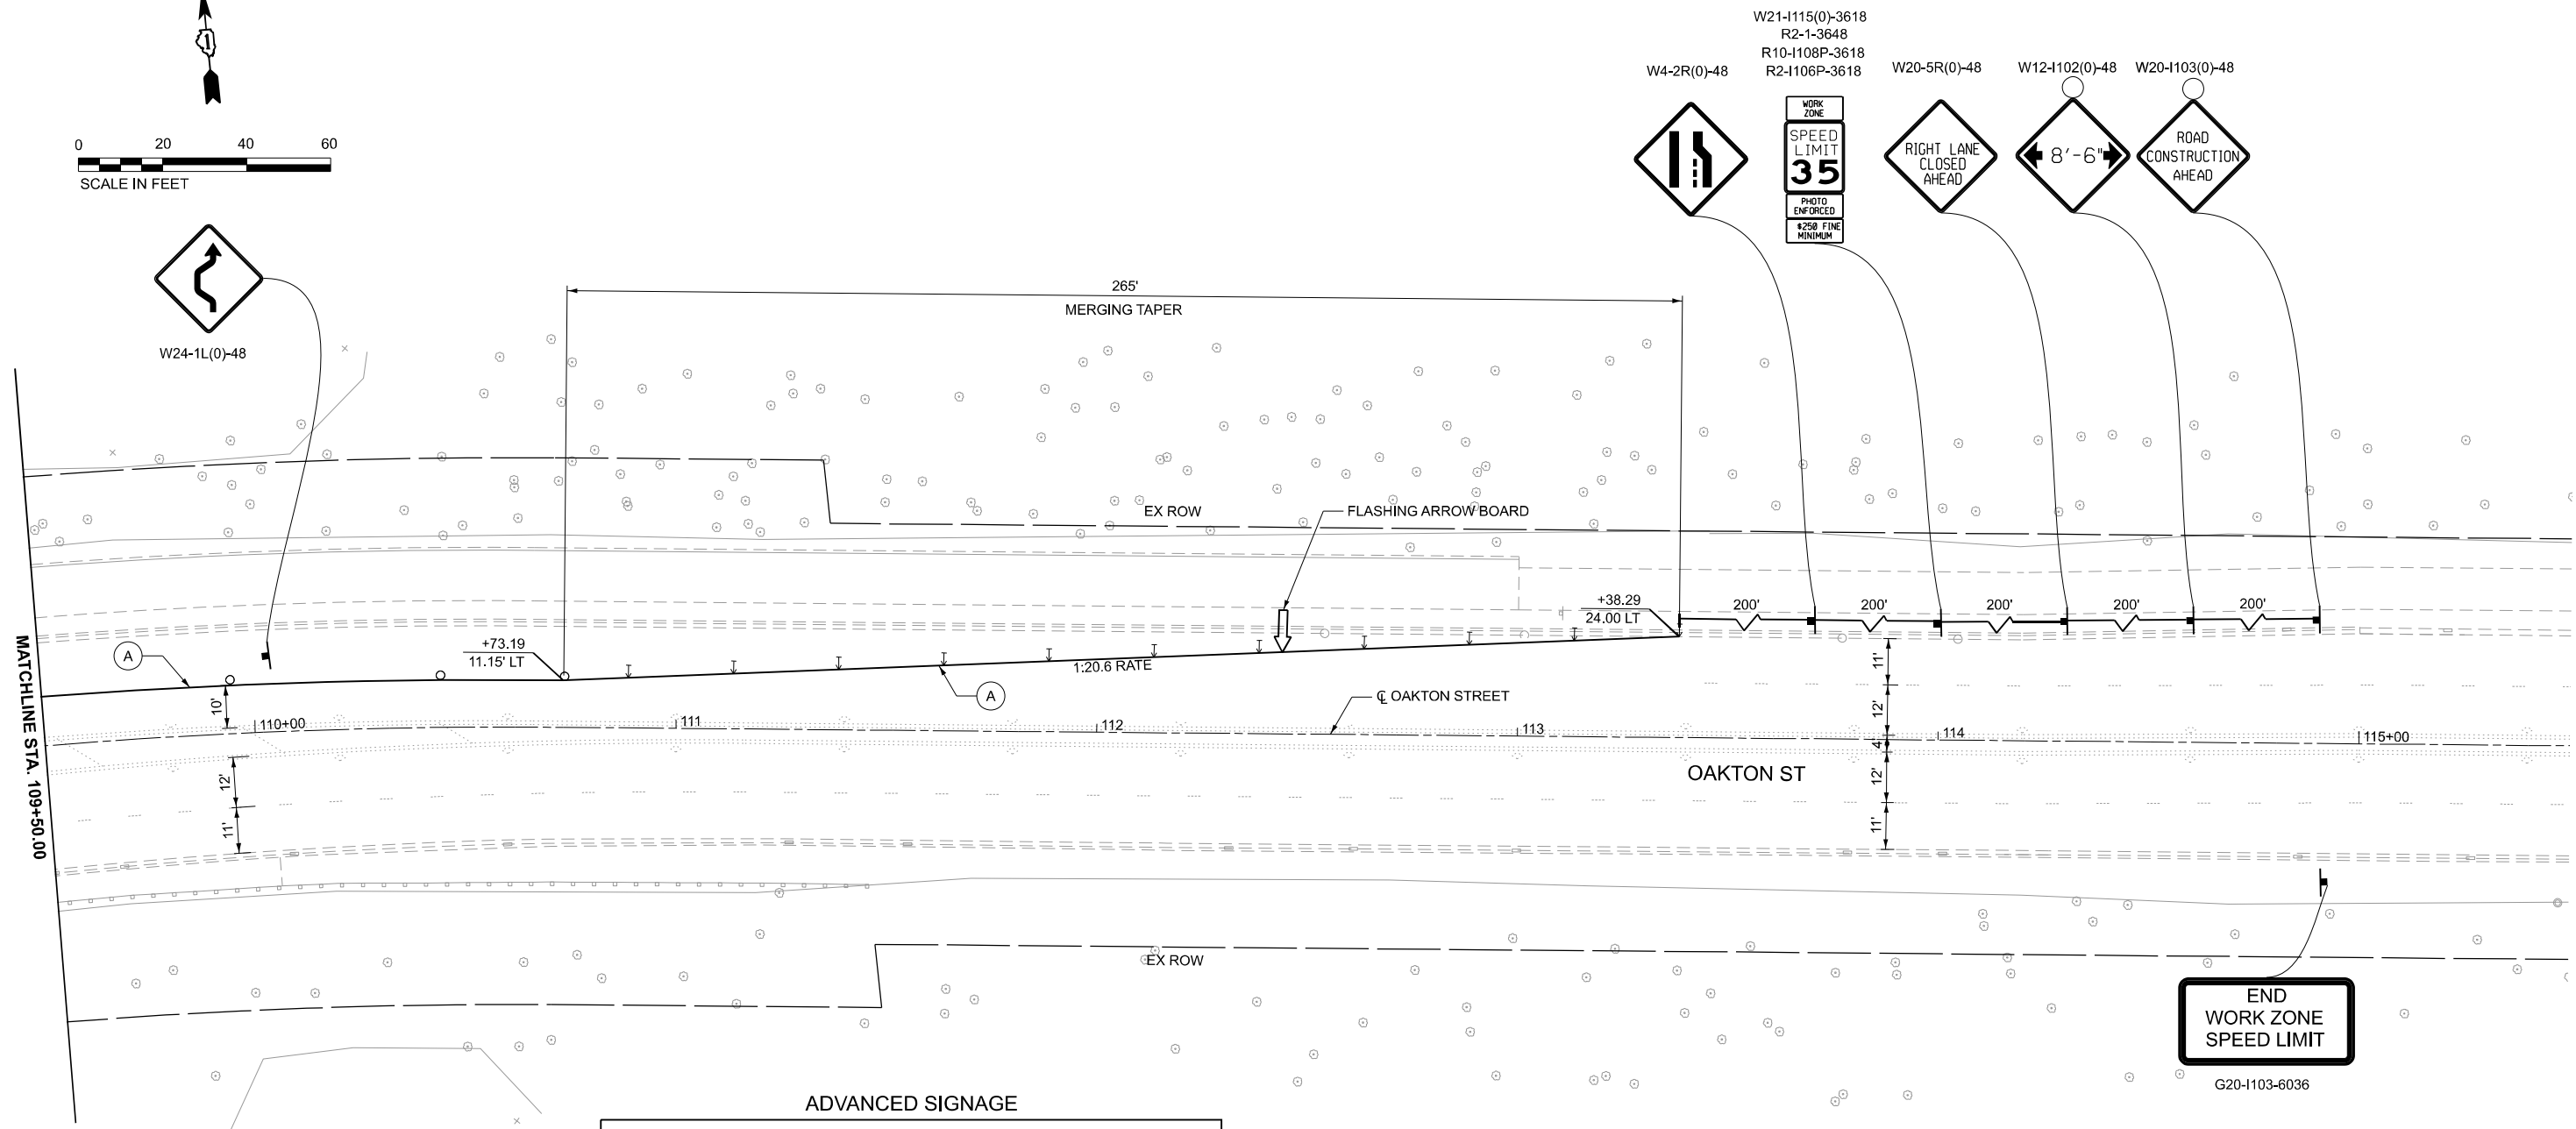 W21-I115(0)-3618
R2-1-3648
R10-I108P-3618
R2-I106P-3618
W4-2R(0)-48
W20-5R(0)-48
W12-I102(0)-48
W20-I103(0)-48
1
0 20 40 60
SCALE IN FEET
WORK
ZONE
SPEED
LIMIT
35
PHOTO
ENFORCED
$250 FINE
MINIMUM
RIGHT LANE
CLOSED
AHEAD
8'-6"
ROAD
CONSTRUCTION
AHEAD
W24-1L(0)-48
265'
MERGING TAPER
EX ROW
FLASHING ARROW BOARD
+38.29
24.00 LT
200'
200'
200'
200'
200'
+73.19
11.15' LT
A
1:20.6 RATE
A
℄ OAKTON STREET
MATCHLINE STA. 109+50.00
10'
110+00
111
112
113
114
115+00
11'
12'
4'
12'
11'
12'
11'
OAKTON ST
EX ROW
END
WORK ZONE
SPEED LIMIT
G20-I103-6036
ADVANCED SIGNAGE